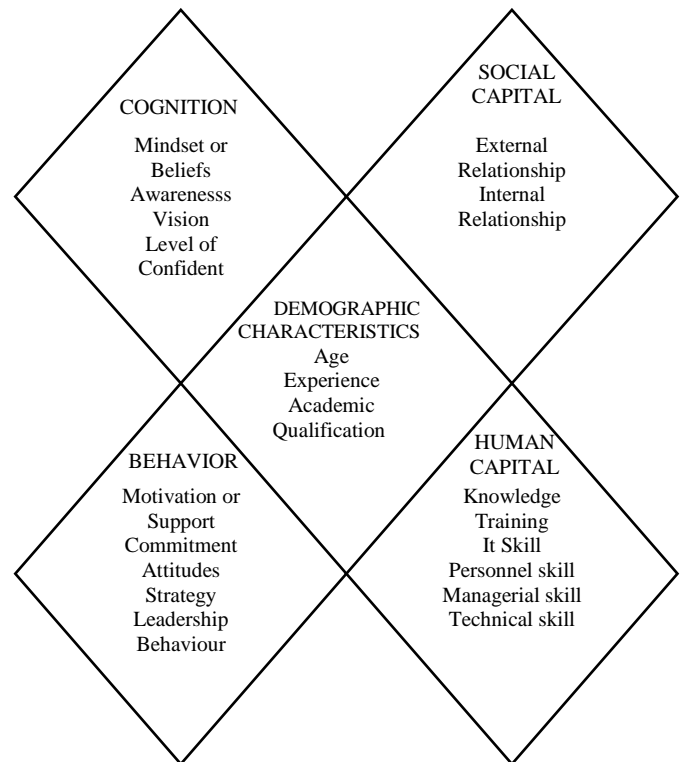 COGNITION
Mindset or
Beliefs
Awarenesss
Vision
Level of
Confident
SOCIAL
CAPITAL
External
Relationship
Internal
Relationship
DEMOGRAPHIC
CHARACTERISTICS
Age
Experience
Academic
Qualification
BEHAVIOR
Motivation or
Support
Commitment
Attitudes
Strategy
Leadership
Behaviour
HUMAN
CAPITAL
Knowledge
Training
It Skill
Personnel skill
Managerial skill
Technical skill